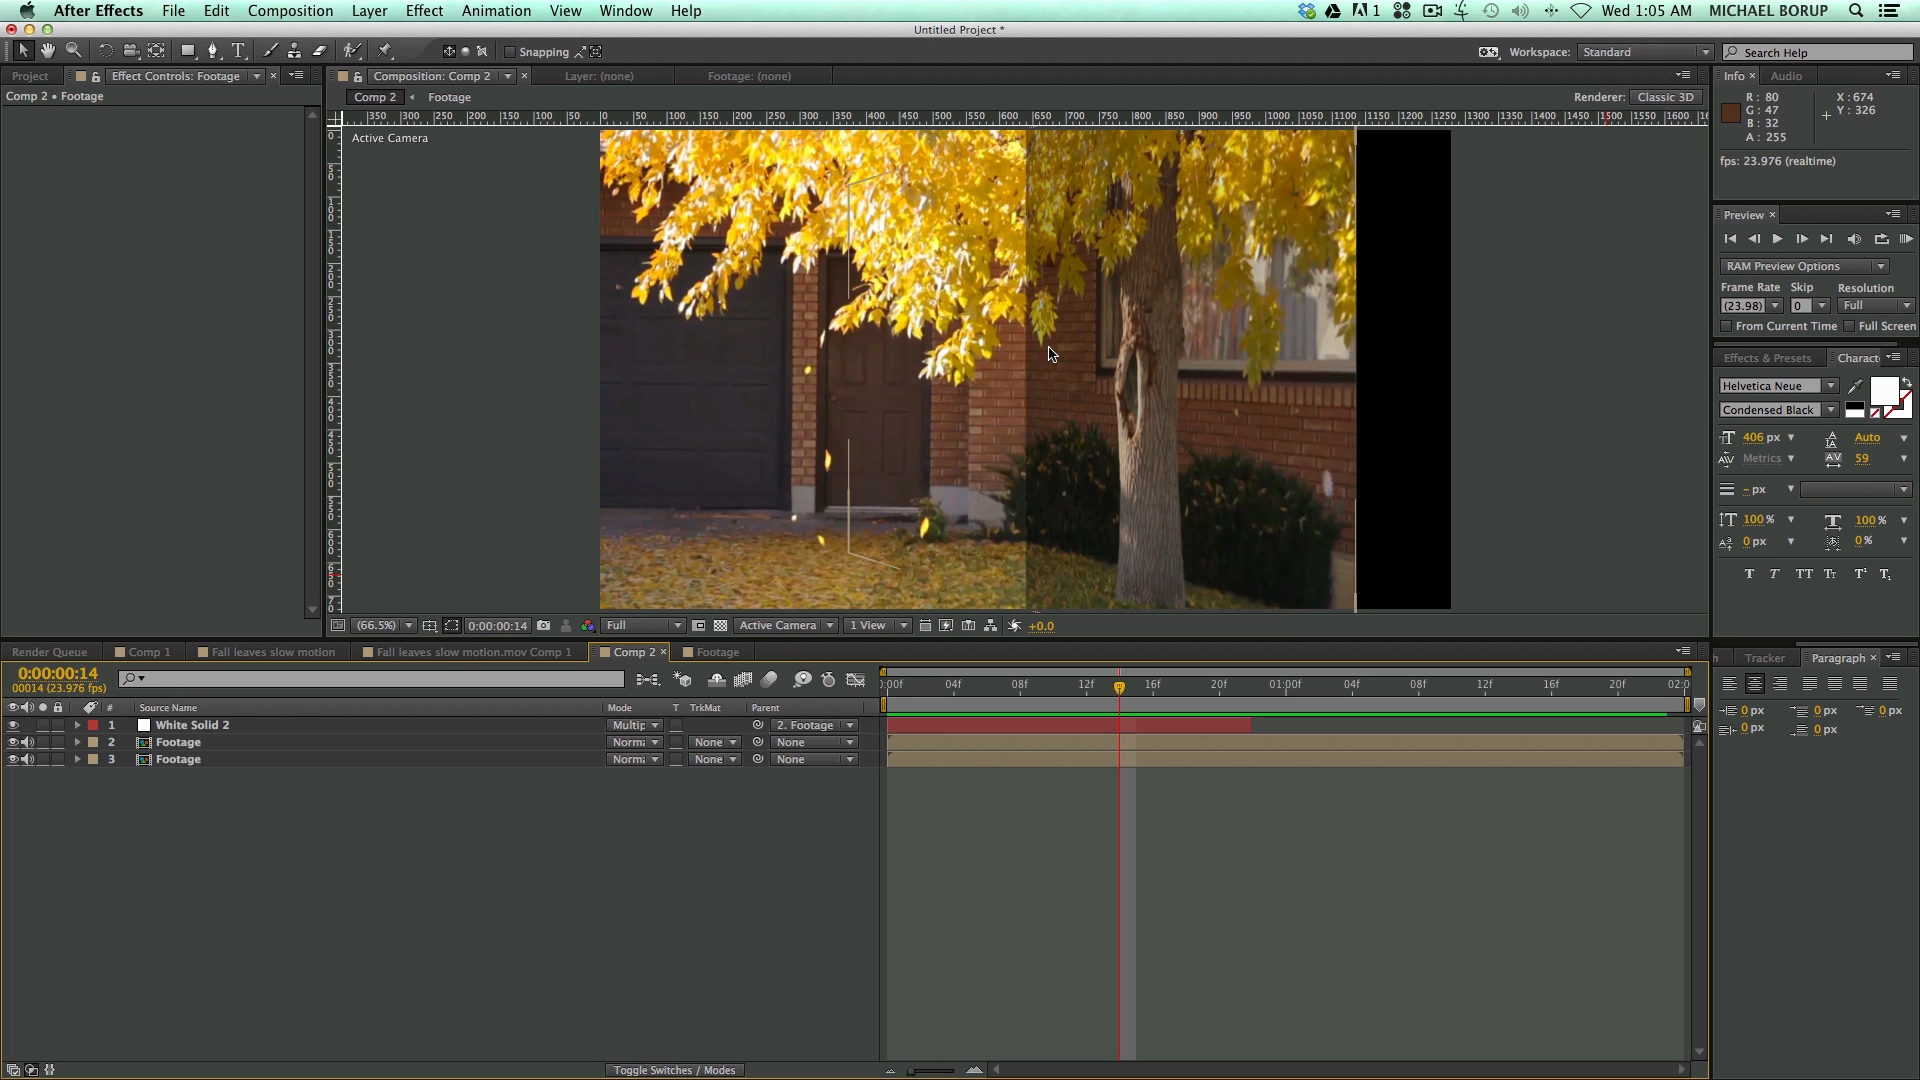 After Effects File Edit Composition Layer Effect Animation View Window Help 1 Wed 1:05 AM MICHAEL BORUP
Untitled Project *
Snapping Workspace: Standard Search Help
Project Effect Controls: Footage Composition: Comp 2 Layer: (none) Footage: (none) Info Audio
Comp 2 • Footage
Comp 2 Footage Renderer: Classic 3D
R: 80 X: 674
G: 47 Y: 326
B: 32
A: 255
350 300 250 200 150 100 50 0 50 100 150 200 250 300 350 400 450 500 550 600 650 700 750 800 850 900 950 1000 1050 1100 1150 1200 1250 1300 1350 1400 1450 1500 1550 1600
Active Camera
fps: 23.976 (realtime)
Preview
RAM Preview Options
Frame Rate Skip Resolution
(23.98) 0 Full
From Current Time Full Screen
Effects & Presets Charact
Helvetica Neue
Condensed Black
406 px Auto
Metrics 59
- px
100 % 100 %
0 px 0 %
T T TT Tt T¹ T₁
(66.5%) 0:00:00:14 Full Active Camera 1 View +0.0
Render Queue Comp 1 Fall leaves slow motion Fall leaves slow motion.mov Comp 1 Comp 2 Footage
Tracker Paragraph
0:00:00:14
00014 (23.976 fps)
:00f 04f 08f 12f 16f 20f 01:00f 04f 08f 12f 16f 20f 02:0
# Source Name Mode T TrkMat Parent
1 White Solid 2 Multip 2. Footage
2 Footage Norma None None
3 Footage Norma None None
0 px 0 px 0 px
0 px 0 px
Toggle Switches / Modes